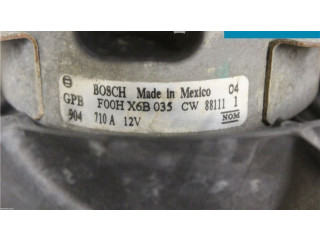 BOSCH Made in Mexico 04
GPB F00H X6B 035 CW 88111 1
904 710 A 12V NOM